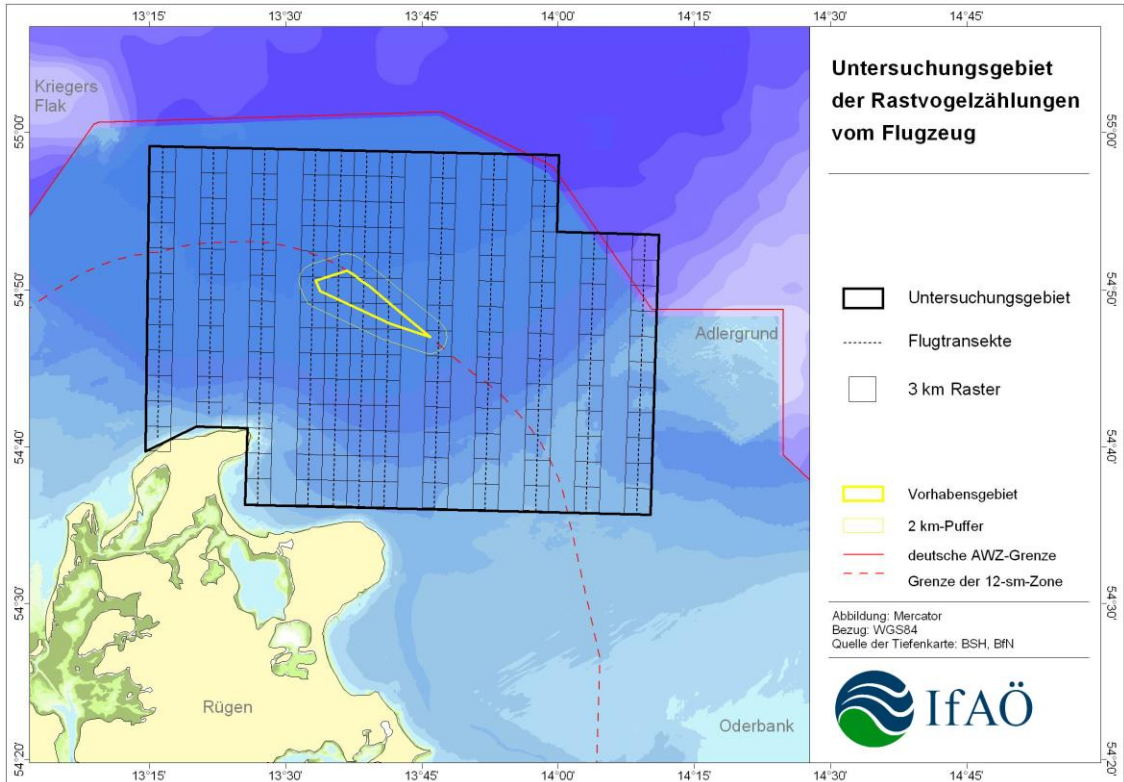 13°15' 13°30' 13°45' 14°00' 14°15' 14°30' 14°45'
Kriegers
Flak
55°00'
54°50'
54°40'
54°30'
54°20'
Adlergrund
Rügen
Oderbank
Untersuchungsgebiet
der Rastvogelzählungen
vom Flugzeug
Untersuchungsgebiet
Flugtransekte
3 km Raster
Vorhabensgebiet
2 km-Puffer
deutsche AWZ-Grenze
Grenze der 12-sm-Zone
Abbildung: Mercator
Bezug: WGS84
Quelle der Tiefenkarte: BSH, BfN
IfAÖ
55°00'
54°50'
54°40'
54°30'
54°20'
13°15' 13°30' 13°45' 14°00' 14°15' 14°30' 14°45'